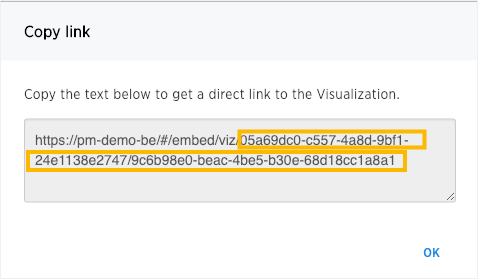 Copy link
Copy the text below to get a direct link to the Visualization.
https://pm-demo-be/#/embed/viz/05a69dc0-c557-4a8d-9bf1-
24e1138e2747/9c6b98e0-beac-4be5-b30e-68d18cc1a8a1
OK